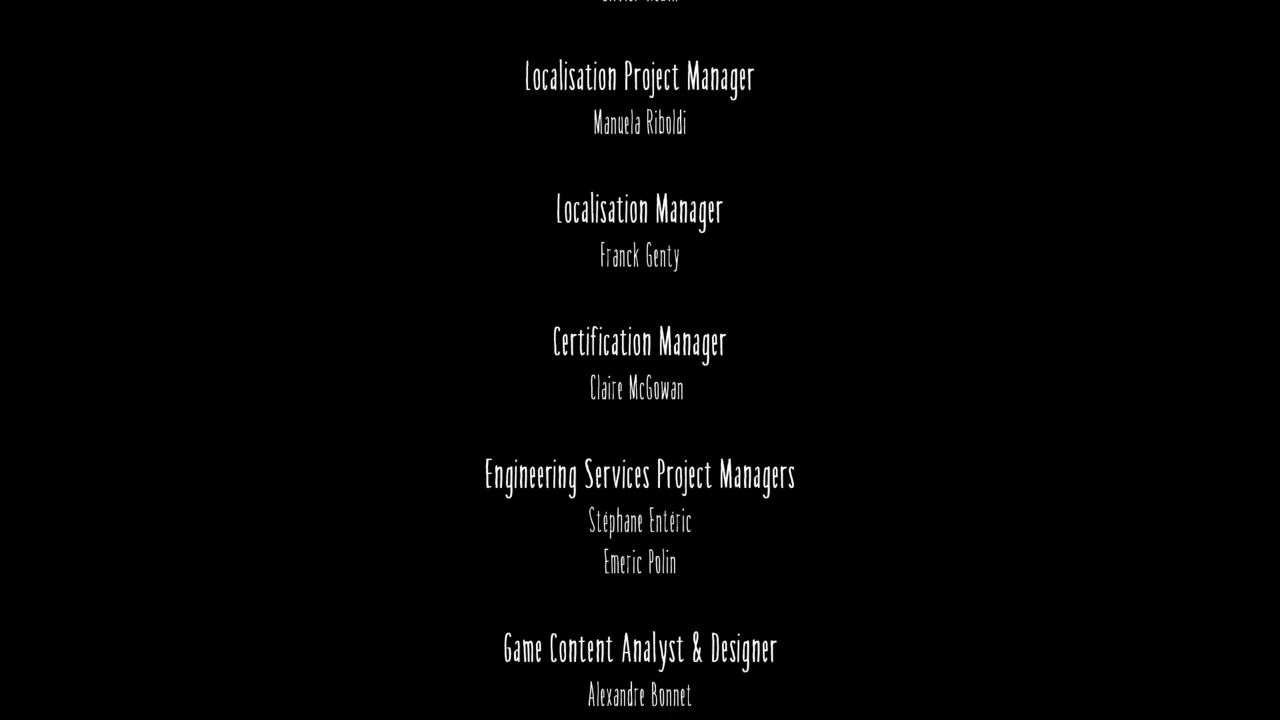 Localisation Project Manager
Manuela Riboldi
Localisation Manager
Franck Genty
Certification Manager
Claire McGowan
Engineering Services Project Managers
Stéphane Entéric
Emeric Polin
Game Content Analyst & Designer
Alexandre Bonnet